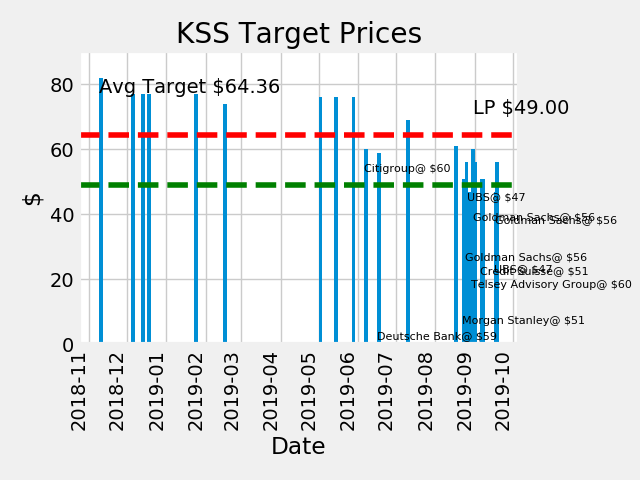 KSS Target Prices
Avg Target $64.36
LP $49.00
Citigroup@ $60
UBS@ $47
Goldman Sachs@ $56
Goldman Sachs@ $56
Goldman Sachs@ $56
UBS@ $47
Credit Suisse@ $51
Telsey Advisory Group@ $60
Morgan Stanley@ $51
Deutsche Bank@ $59
80
60
40
20
0
$
2018-11
2018-12
2019-01
2019-02
2019-03
2019-04
2019-05
2019-06
2019-07
2019-08
2019-09
2019-10
Date